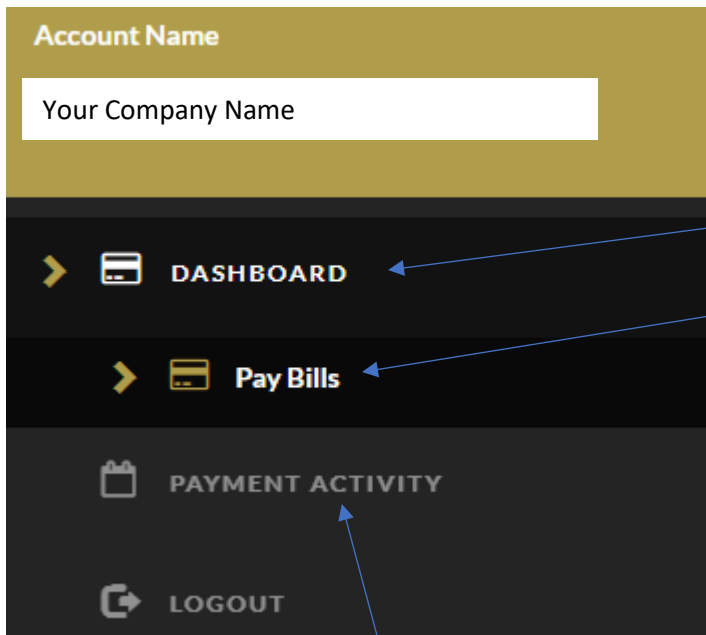 Account Name
Your Company Name
DASHBOARD
Pay Bills
PAYMENT ACTIVITY
LOGOUT